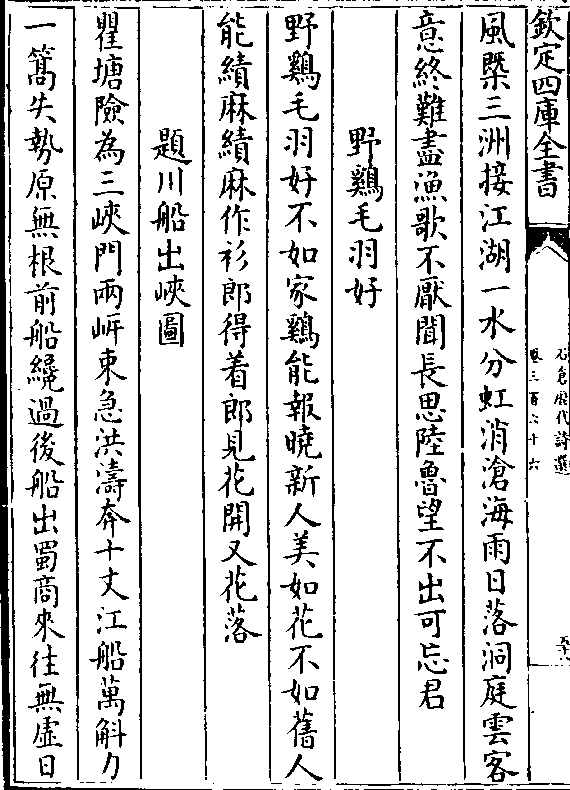 欽定四庫全書
石倉歷代詩選
卷三百六十六
風槩三洲接江湖一水分虹消滄海雨日落洞庭雲客
意終難盡漁歌不厭聞長思陸魯望不出可忘君
野鷄毛羽好
野鷄毛羽好不如家鷄能報曉新人美如花不如舊人
能績麻績麻作衫郎得着郎見花開又花落
題川船出峽圖
瞿塘險為三峽門兩岍束急洪濤奔十丈江船萬斛力
一篙失勢原無根前船纔過後船出蜀商來往無虛日